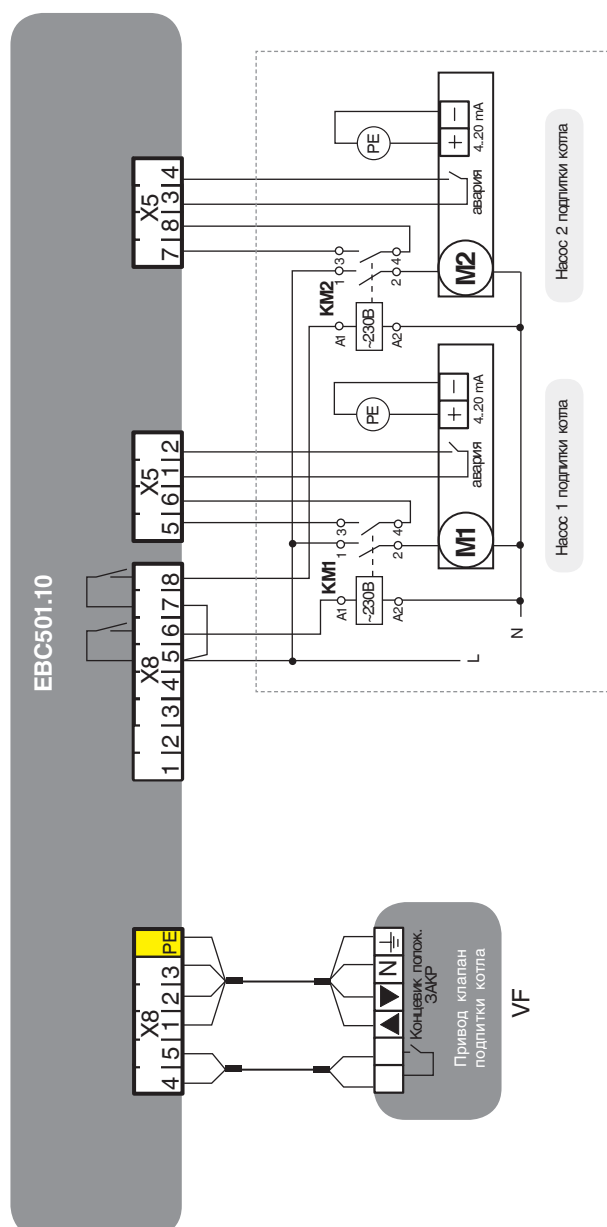 EBC501.10
X8
4 5 1 2 3 PE
X8
1 2 3 4 5 6 7 8
X5
5 6 1 2
X5
7 8 3 4
N
Концевик полож.
ЗАКР
Привод клапан
подпитки котла
VF
L
N
KM1
1 3
2 4
A1
~230В
A2
M1
авария
PE
+ −
4..20 mA
Насос 1 подпитки котла
KM2
1 3
2 4
A1
~230В
A2
M2
авария
PE
+ −
4..20 mA
Насос 2 подпитки котла